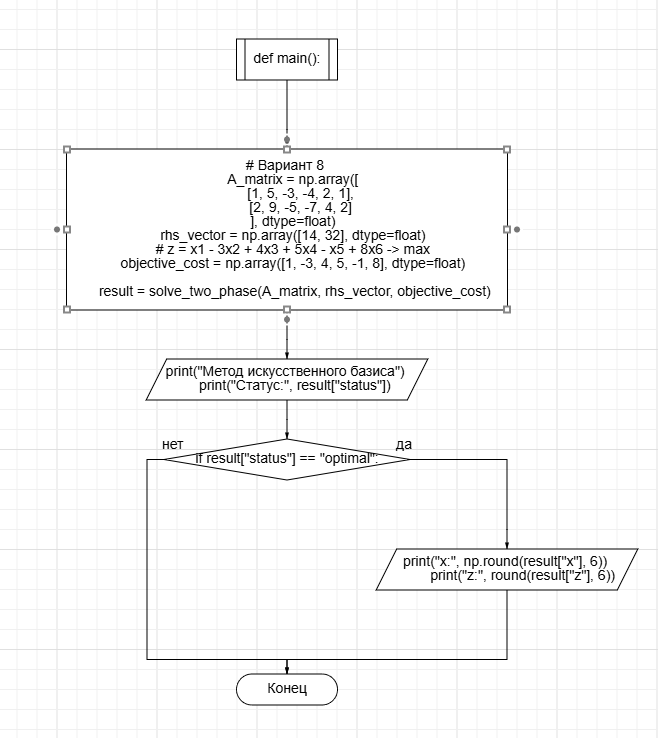 def main():
# Вариант 8
A_matrix = np.array([
[1, 5, -3, -4, 2, 1],
[2, 9, -5, -7, 4, 2]
], dtype=float)
rhs_vector = np.array([14, 32], dtype=float)
# z = x1 - 3x2 + 4x3 + 5x4 - x5 + 8x6 -> max
objective_cost = np.array([1, -3, 4, 5, -1, 8], dtype=float)
result = solve_two_phase(A_matrix, rhs_vector, objective_cost)
print("Метод искусственного базиса")
print("Статус:", result["status"])
нет
да
if result["status"] == "optimal":
print("x:", np.round(result["x"], 6))
print("z:", round(result["z"], 6))
Конец